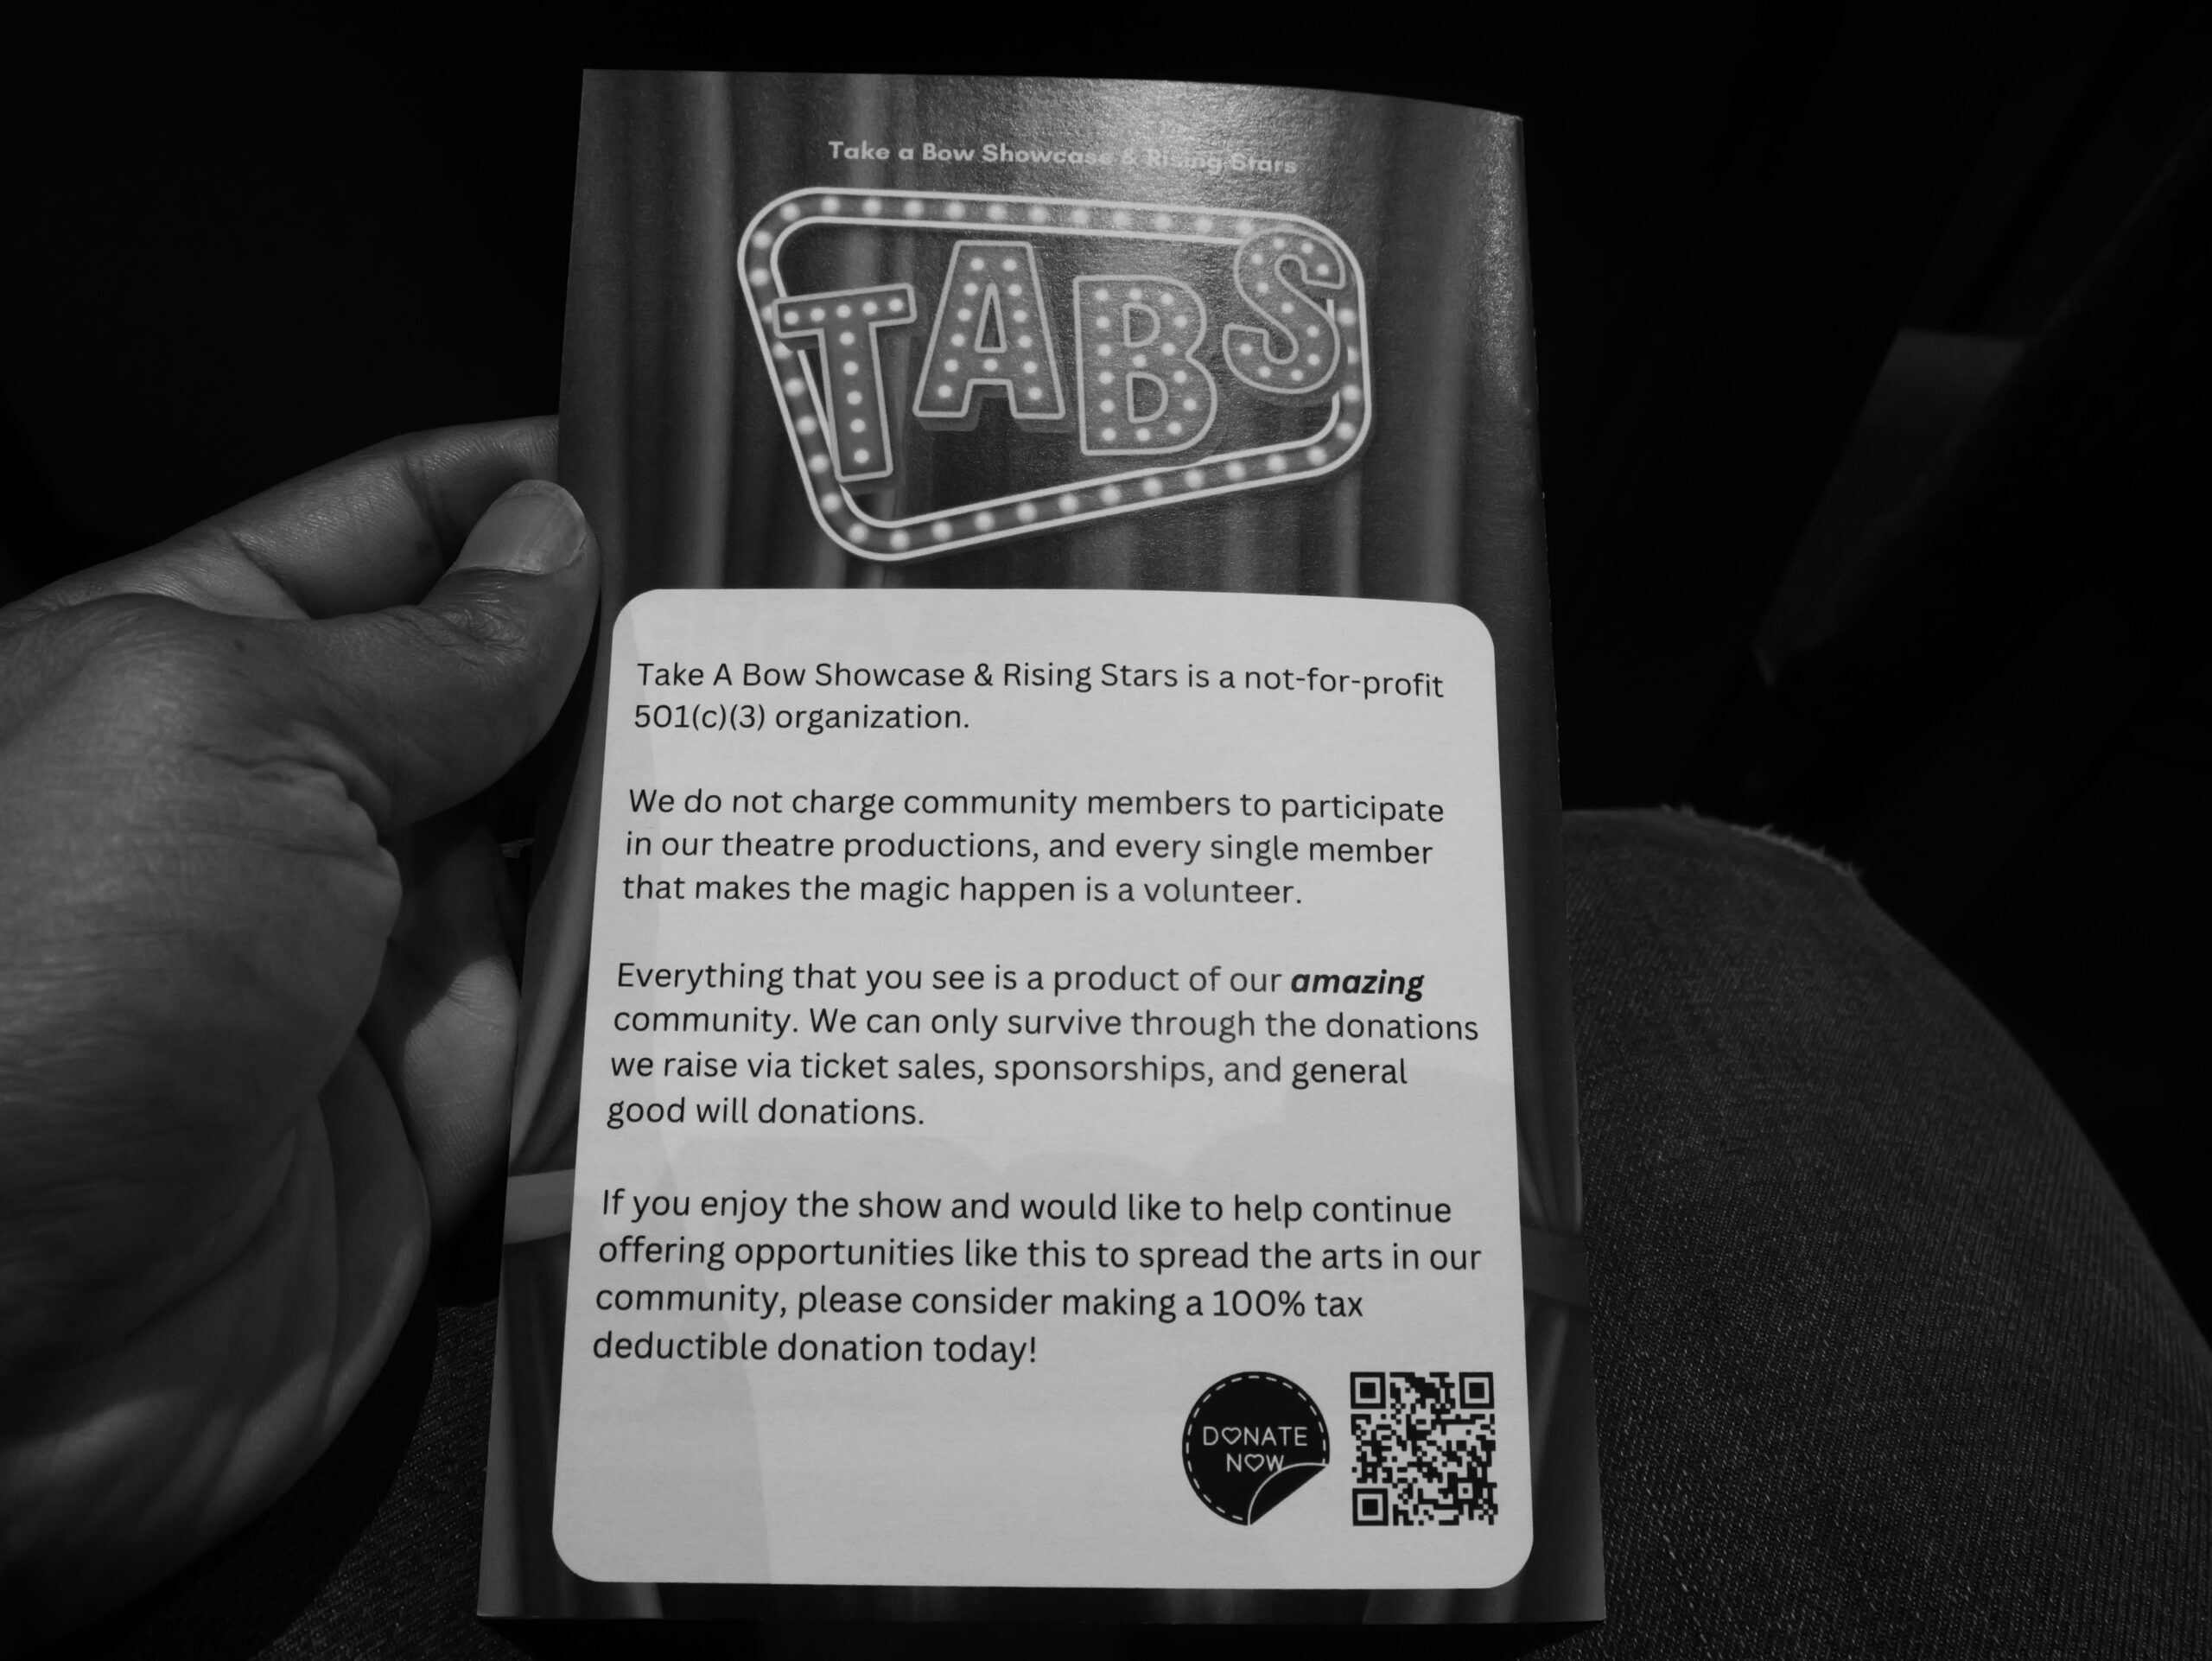 Take a Bow Showcase & Rising Stars
TABS
Take A Bow Showcase & Rising Stars is a not-for-profit
501(c)(3) organization.
We do not charge community members to participate
in our theatre productions, and every single member
that makes the magic happen is a volunteer.
Everything that you see is a product of our amazing
community. We can only survive through the donations
we raise via ticket sales, sponsorships, and general
good will donations.
If you enjoy the show and would like to help continue
offering opportunities like this to spread the arts in our
community, please consider making a 100% tax
deductible donation today!
DONATE
NOW